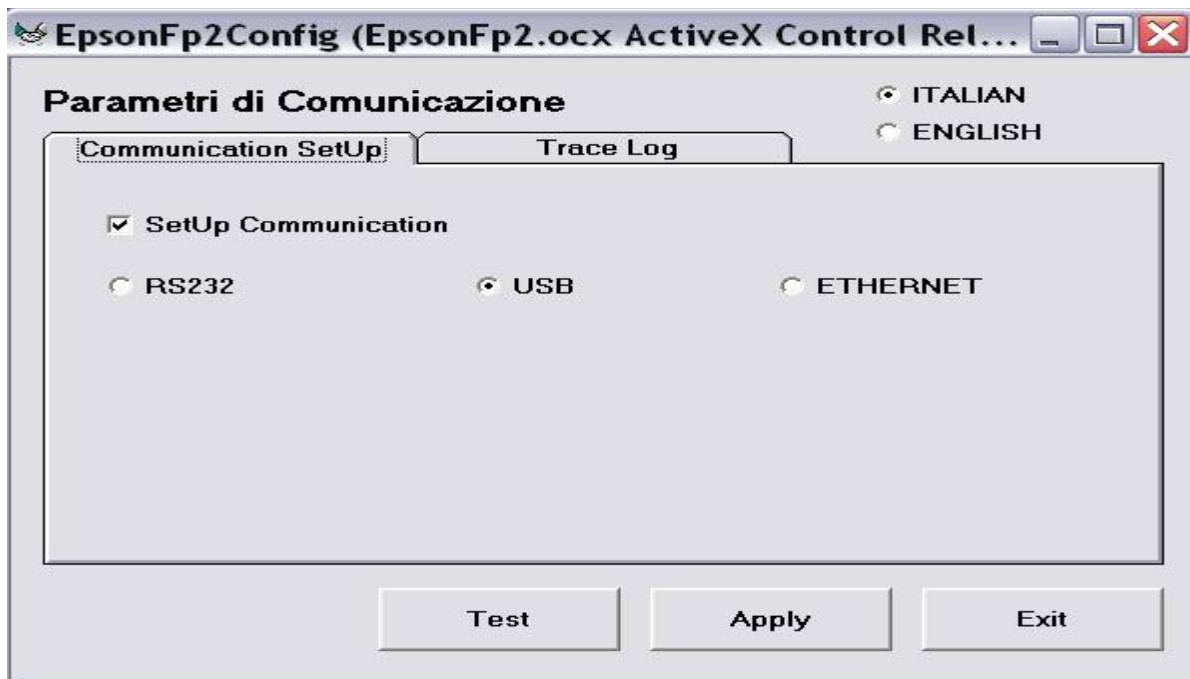 EpsonFp2Config (EpsonFp2.ocx ActiveX Control Rel...
Parametri di Comunicazione
ITALIAN
ENGLISH
Communication SetUp
Trace Log
SetUp Communication
RS232
USB
ETHERNET
Test
Apply
Exit